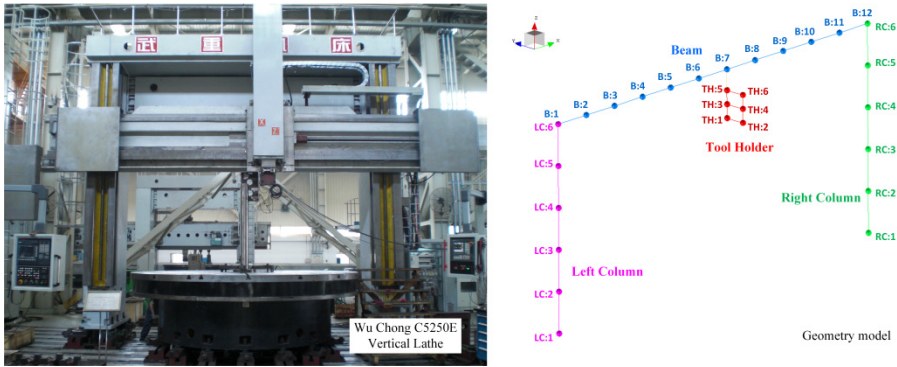 武 重 床
Wu Chong C5250E
Vertical Lathe
z
y
x
Beam
B:1
B:2
B:3
B:4
B:5
B:6
B:7
B:8
B:9
B:10
B:11
B:12
TH:5
TH:6
TH:3
TH:4
TH:1
TH:2
Tool Holder
LC:6
LC:5
LC:4
LC:3
LC:2
LC:1
Left Column
RC:6
RC:5
RC:4
RC:3
RC:2
RC:1
Right Column
Geometry model